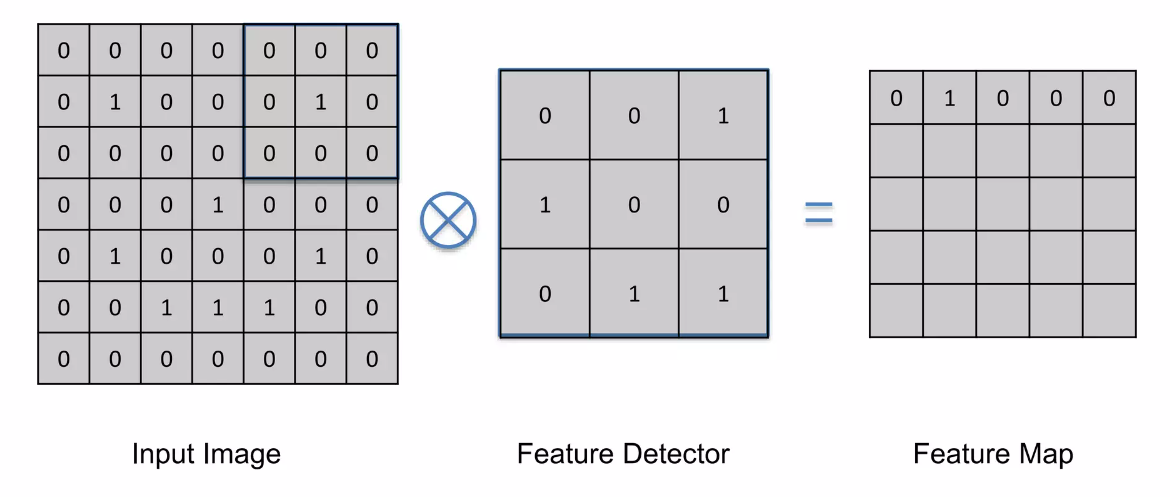 0 0 0 0 0 0 0
0 1 0 0 0 1 0
0 0 0 0 0 0 0
0 0 0 1 0 0 0
0 1 0 0 0 1 0
0 0 1 1 1 0 0
0 0 0 0 0 0 0
Input Image
0 0 1
1 0 0
0 1 1
Feature Detector
=
0 1 0 0 0
Feature Map